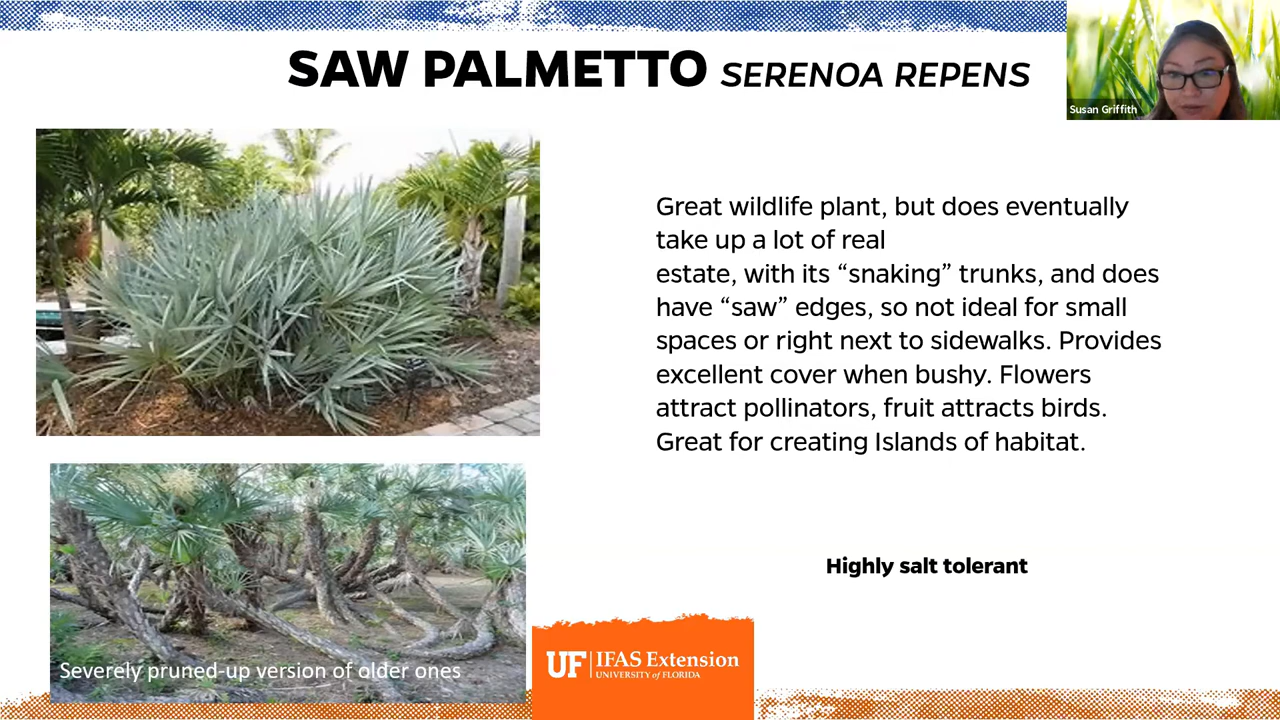 SAW PALMETTO SERENOA REPENS
Susan Griffith
Great wildlife plant, but does eventually
take up a lot of real
estate, with its “snaking” trunks, and does
have “saw” edges, so not ideal for small
spaces or right next to sidewalks. Provides
excellent cover when bushy. Flowers
attract pollinators, fruit attracts birds.
Great for creating Islands of habitat.
Highly salt tolerant
Severely pruned-up version of older ones
UF IFAS Extension
UNIVERSITY of FLORIDA